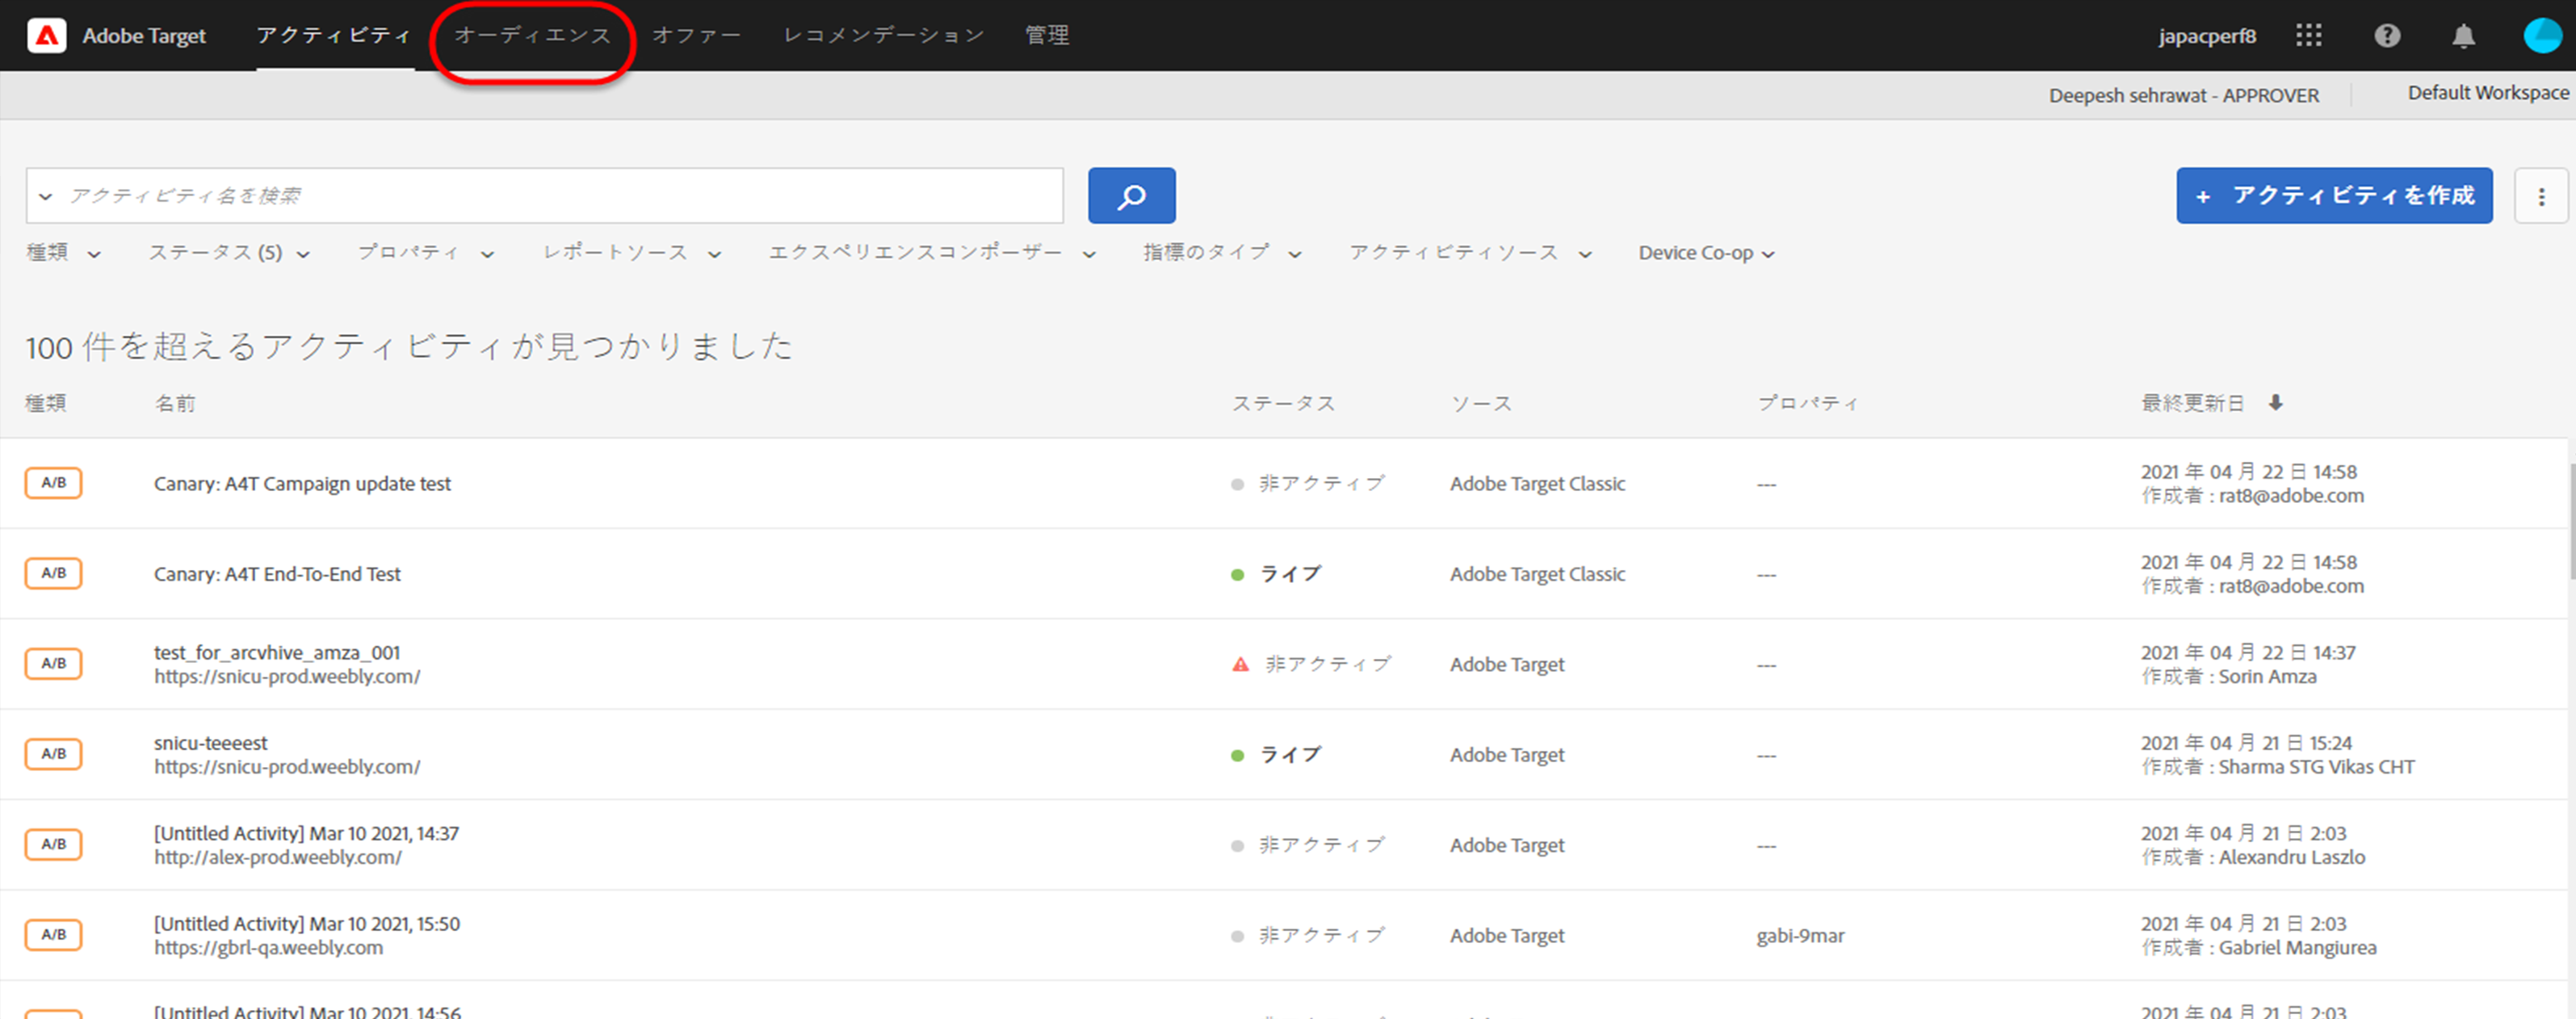 Adobe Target アクティビティ オーディエンス オファー レコメンデーション 管理 japacperf8
Deepesh sehrawat - APPROVER Default Workspace
アクティビティ名を検索
+ アクティビティを作成
種類 ステータス (5) プロパティ レポートソース エクスペリエンスコンポーザー 指標のタイプ アクティビティソース Device Co-op
100 件を超えるアクティビティが見つかりました
種類 名前 ステータス ソース プロパティ 最終更新日
A/B Canary: A4T Campaign update test 非アクティブ Adobe Target Classic --- 2021 年 04 月 22 日 14:58
作成者 : rat8@adobe.com
A/B Canary: A4T End-To-End Test ライブ Adobe Target Classic --- 2021 年 04 月 22 日 14:58
作成者 : rat8@adobe.com
A/B test_for_arcvhive_amza_001 非アクティブ Adobe Target --- 2021 年 04 月 22 日 14:37
https://snicu-prod.weebly.com/ 作成者 : Sorin Amza
A/B snicu-teeeest ライブ Adobe Target --- 2021 年 04 月 21 日 15:24
https://snicu-prod.weebly.com/ 作成者 : Sharma STG Vikas CHT
A/B [Untitled Activity] Mar 10 2021, 14:37 非アクティブ Adobe Target --- 2021 年 04 月 21 日 2:03
http://alex-prod.weebly.com/ 作成者 : Alexandru Laszlo
A/B [Untitled Activity] Mar 10 2021, 15:50 非アクティブ Adobe Target gabi-9mar 2021 年 04 月 21 日 2:03
https://gbrl-qa.weebly.com 作成者 : Gabriel Mangiurea
[Untitled Activity] Mar 10 2021, 14:56 2021 年 04 月 21 日 2:03